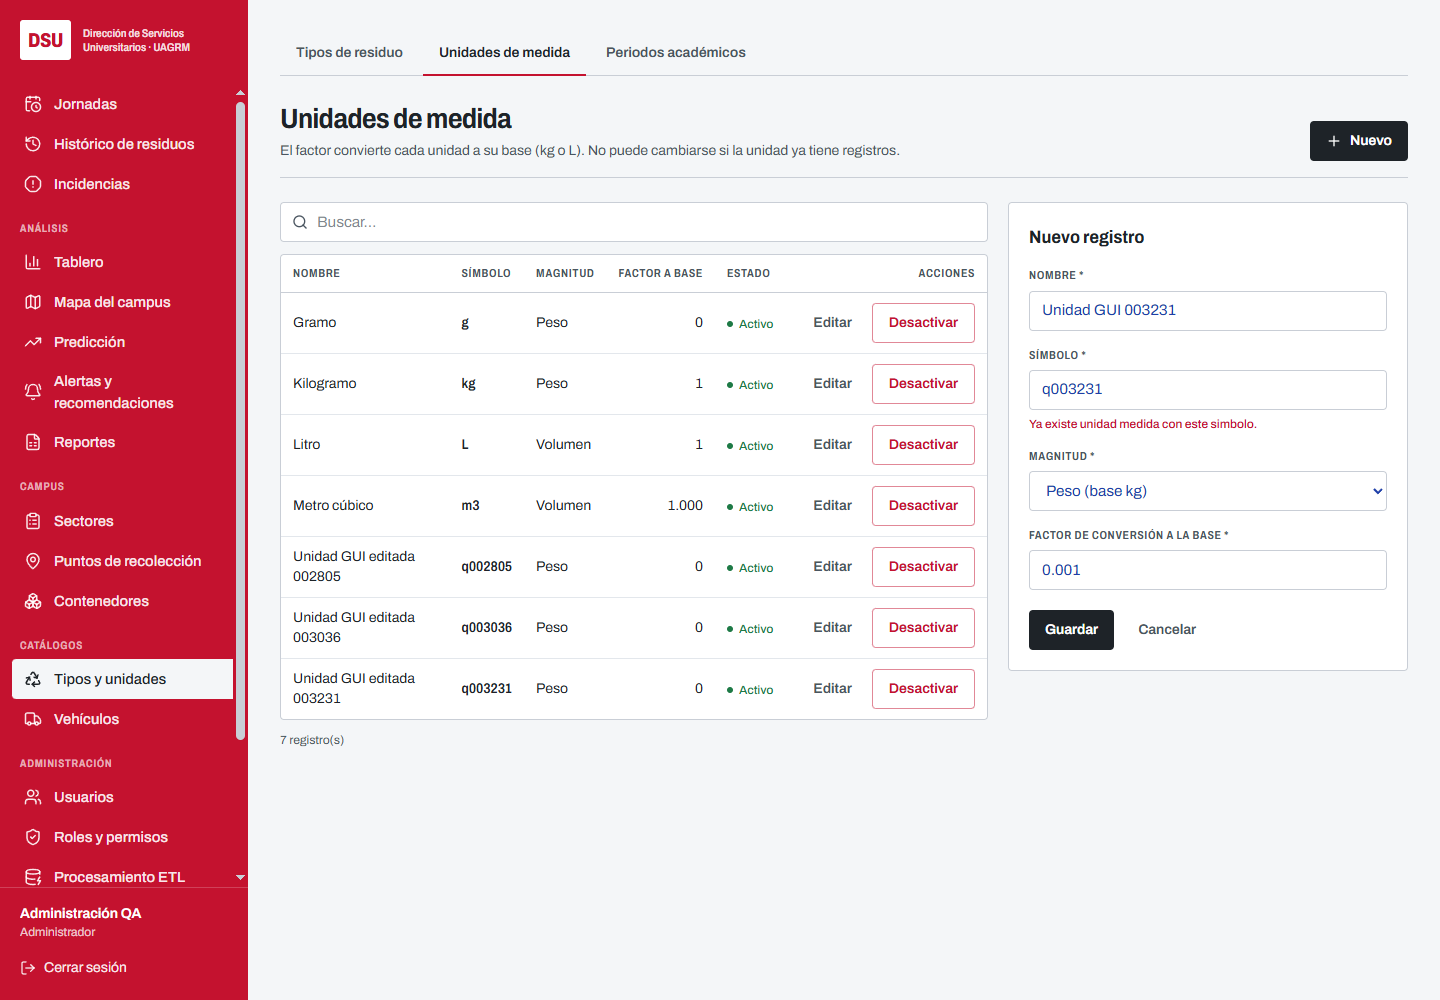 DSU
Dirección de Servicios
Universitarios · UAGRM
Jornadas
Histórico de residuos
Incidencias
ANÁLISIS
Tablero
Mapa del campus
Predicción
Alertas y
recomendaciones
Reportes
CAMPUS
Sectores
Puntos de recolección
Contenedores
CATÁLOGOS
Tipos y unidades
Vehículos
ADMINISTRACIÓN
Usuarios
Roles y permisos
Procesamiento ETL
Administración QA
Administrador
Cerrar sesión
Tipos de residuo Unidades de medida Periodos académicos
Unidades de medida
El factor convierte cada unidad a su base (kg o L). No puede cambiarse si la unidad ya tiene registros.
Nuevo
Buscar...
NOMBRE SÍMBOLO MAGNITUD FACTOR A BASE ESTADO ACCIONES
Gramo g Peso 0 Activo Editar Desactivar
Kilogramo kg Peso 1 Activo Editar Desactivar
Litro L Volumen 1 Activo Editar Desactivar
Metro cúbico m3 Volumen 1.000 Activo Editar Desactivar
Unidad GUI editada
002805 q002805 Peso 0 Activo Editar Desactivar
Unidad GUI editada
003036 q003036 Peso 0 Activo Editar Desactivar
Unidad GUI editada
003231 q003231 Peso 0 Activo Editar Desactivar
7 registro(s)
Nuevo registro
NOMBRE *
Unidad GUI 003231
SÍMBOLO *
q003231
Ya existe unidad medida con este simbolo.
MAGNITUD *
Peso (base kg)
FACTOR DE CONVERSIÓN A LA BASE *
0.001
Guardar Cancelar